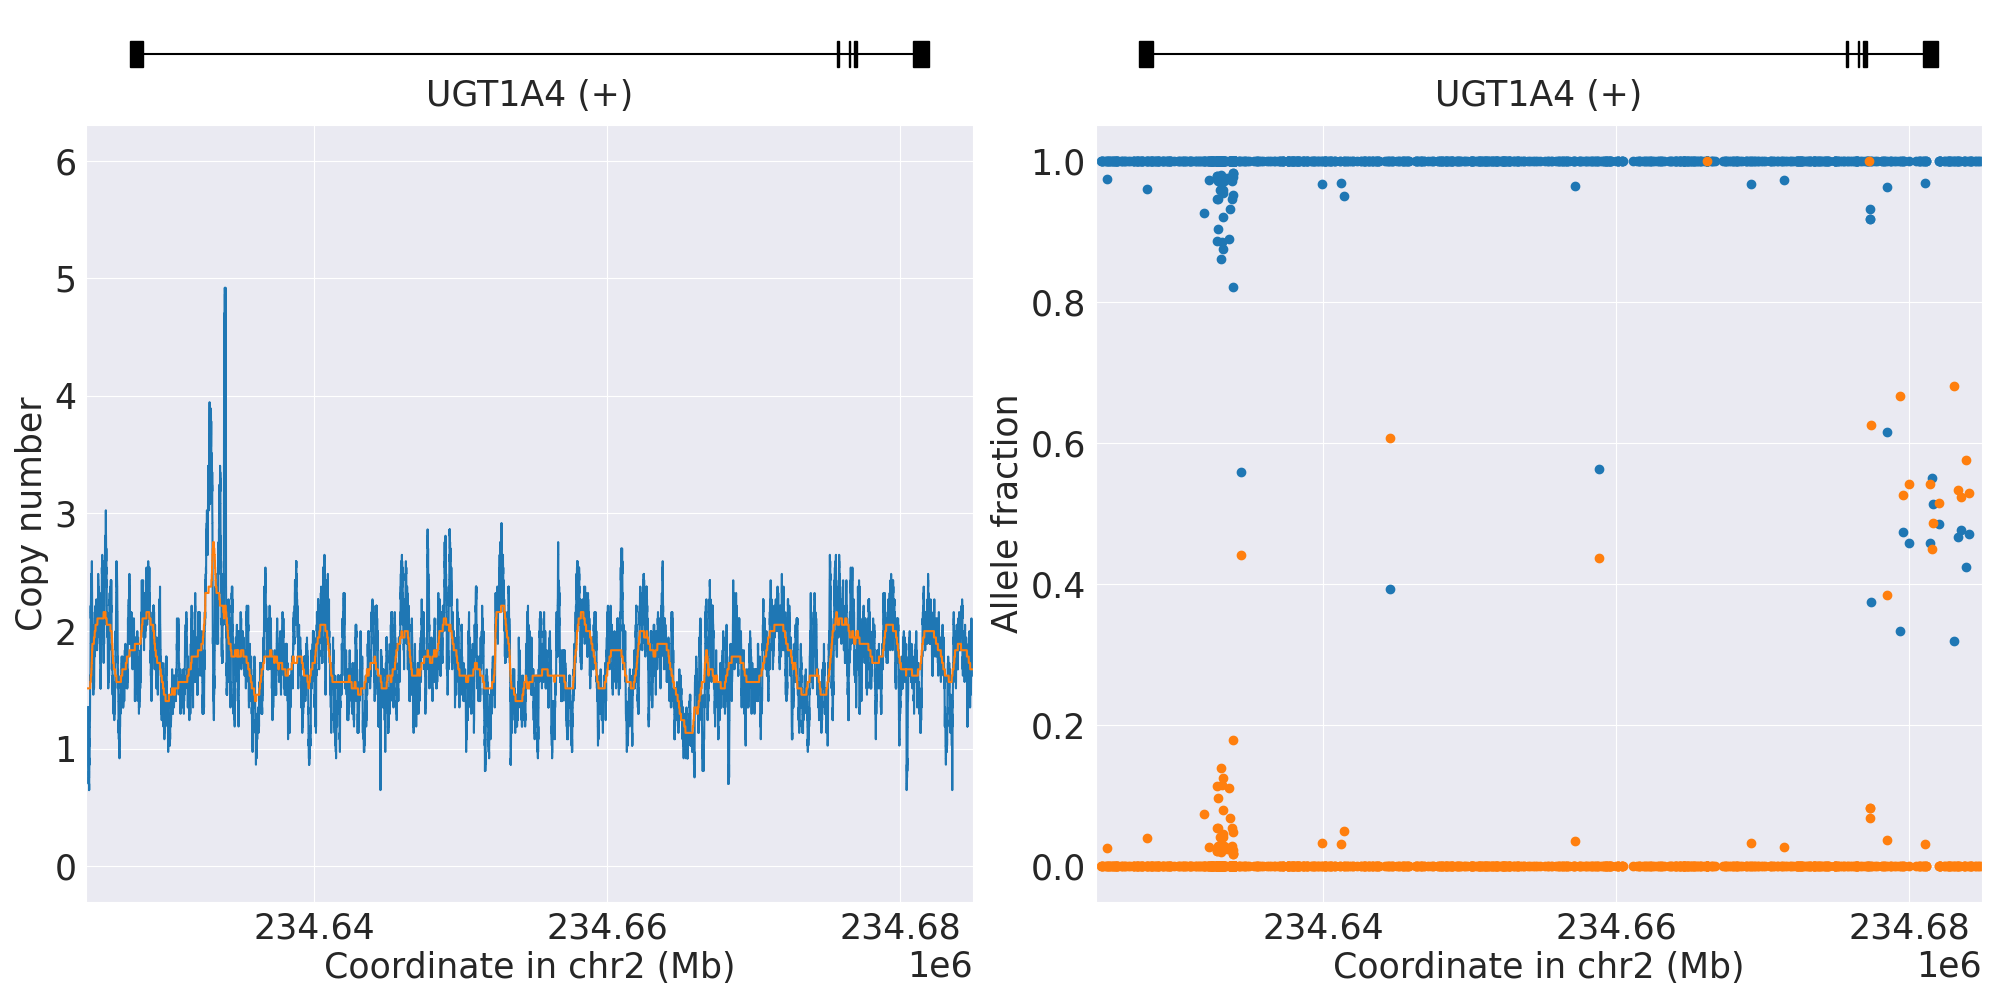 UGT1A4 (+)
6
5
4
3
2
1
0
Copy number
234.64 234.66 234.68
Coordinate in chr2 (Mb) 1e6
UGT1A4 (+)
1.0
0.8
0.6
0.4
0.2
0.0
Allele fraction
234.64 234.66 234.68
Coordinate in chr2 (Mb) 1e6